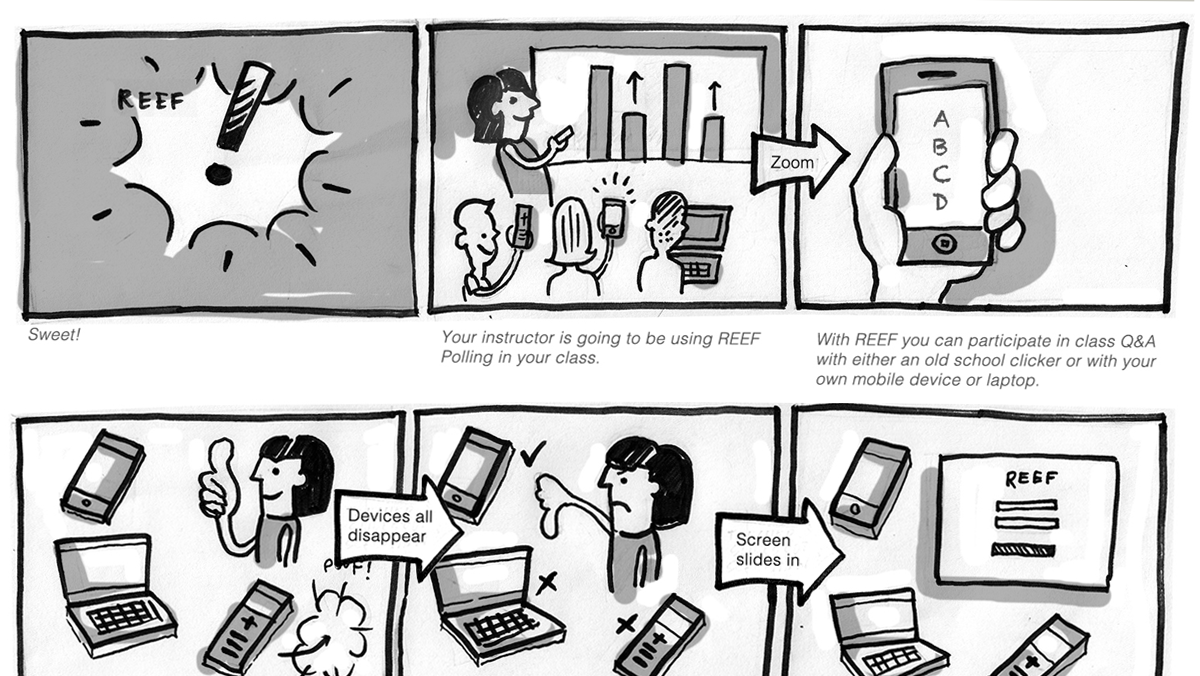 REEF
Sweet!
Zoom
Your instructor is going to be using REEF
Polling in your class.
A
B
C
D
With REEF you can participate in class Q&A
with either an old school clicker or with your
own mobile device or laptop.
Devices all
disappear
POOF!
Screen
slides in
REEF